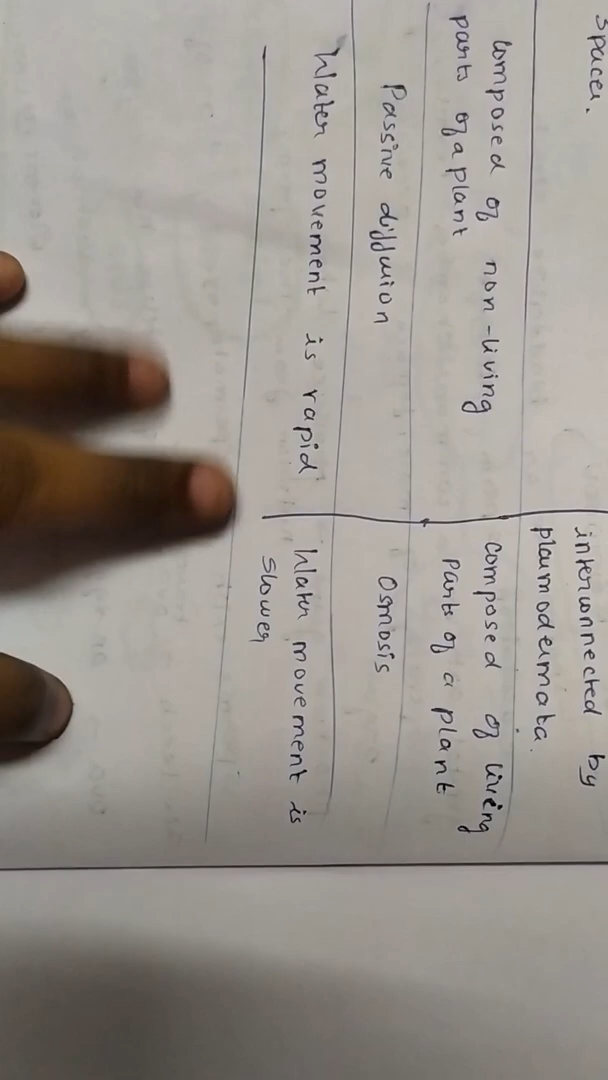 spaces.
interconnected by
plasmodesmata.
composed of non-living
parts of a plant
composed of living
parts of a plant
Passive diffusion
Osmosis
Water movement is rapid
Water movement is
slower